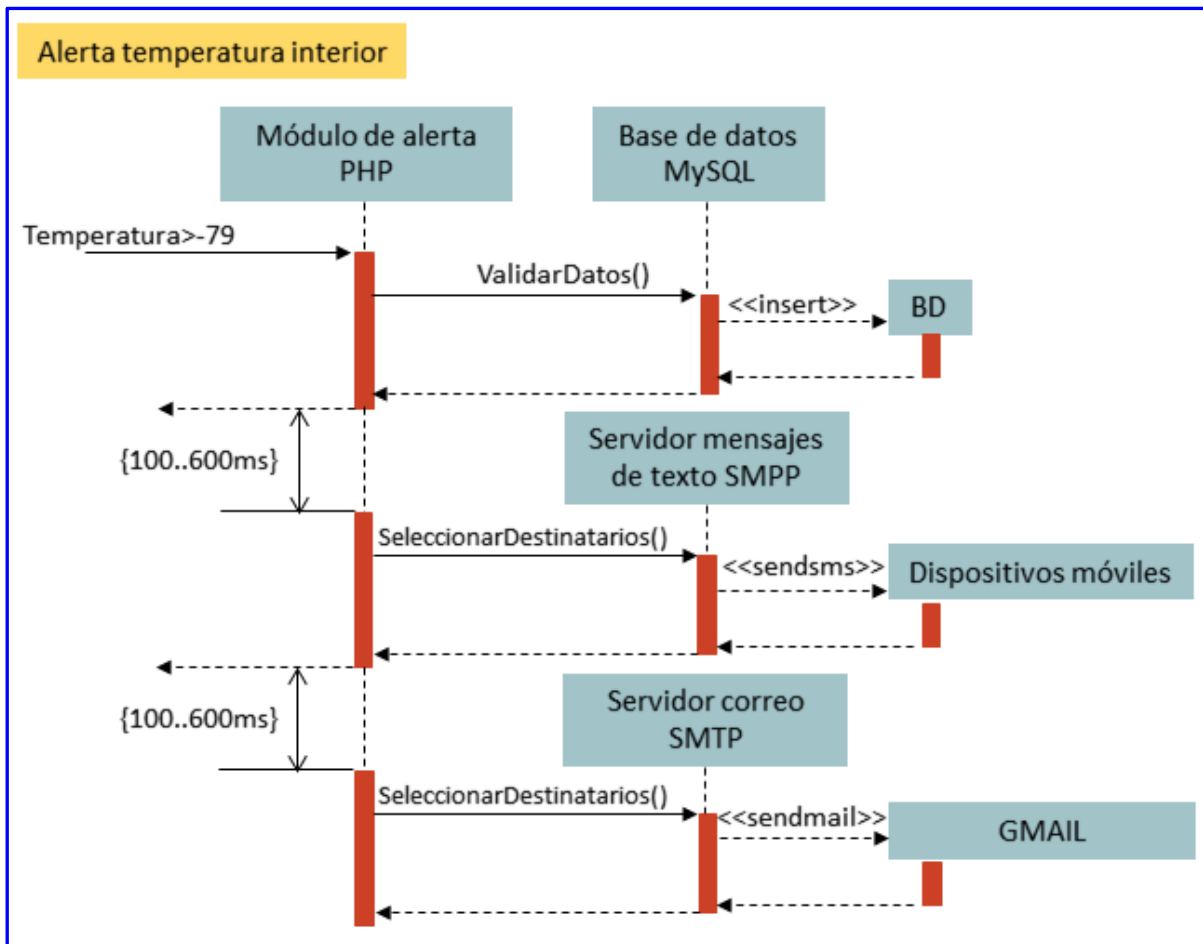 Alerta temperatura interior
Módulo de alerta
PHP
Base de datos
MySQL
Temperatura>-79
ValidarDatos()
<<insert>>
BD
{100..600ms}
Servidor mensajes
de texto SMPP
SeleccionarDestinatarios()
<<sendsms>>
Dispositivos móviles
{100..600ms}
Servidor correo
SMTP
SeleccionarDestinatarios()
<<sendmail>>
GMAIL